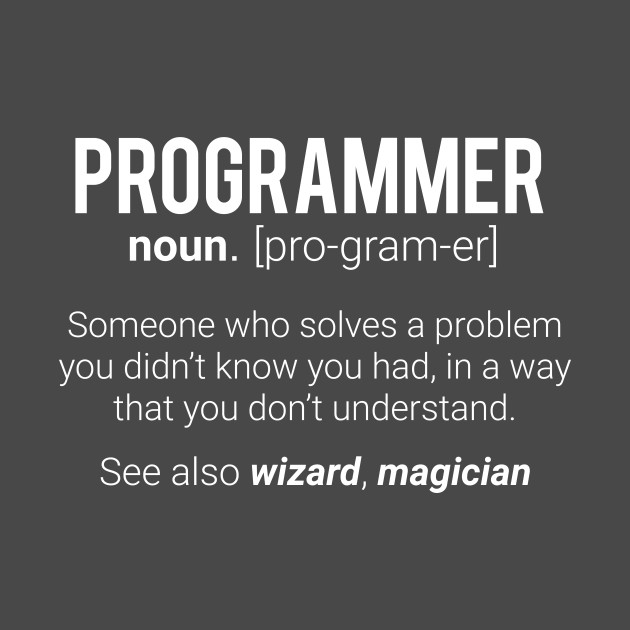 PROGRAMMER
noun. [pro-gram-er]
Someone who solves a problem
you didn’t know you had, in a way
that you don’t understand.
See also wizard, magician